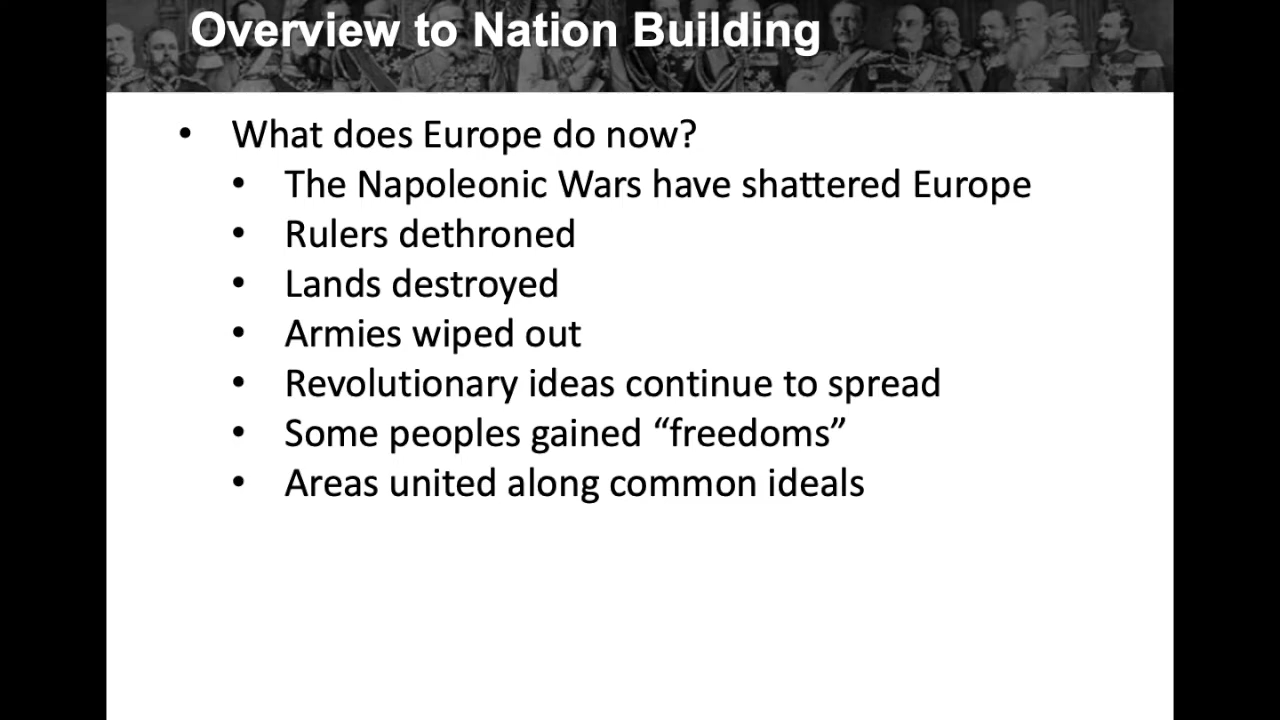 Overview to Nation Building
• What does Europe do now?
• The Napoleonic Wars have shattered Europe
• Rulers dethroned
• Lands destroyed
• Armies wiped out
• Revolutionary ideas continue to spread
• Some peoples gained “freedoms”
• Areas united along common ideals